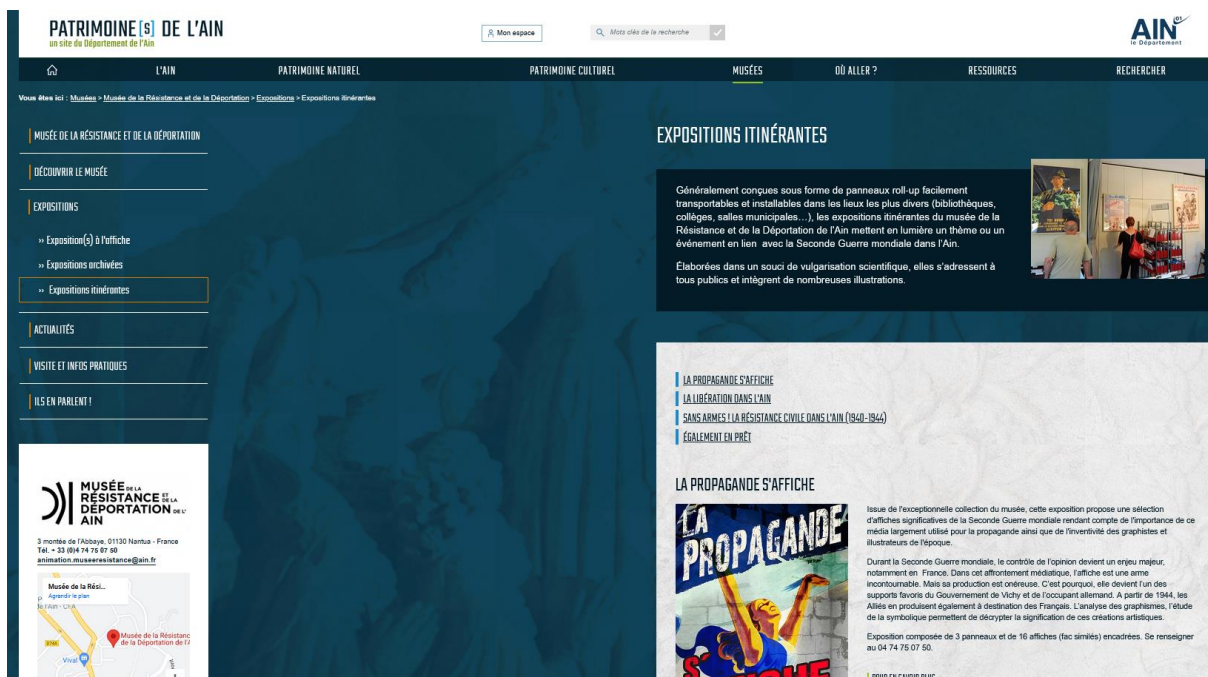 PATRIMOINE[S] DE L'AIN
un site du Département de l'Ain
Mon espace
Mots clés de la recherche
AIN 01
le Département
L'AIN
PATRIMOINE NATUREL
PATRIMOINE CULTUREL
MUSÉES
OÙ ALLER ?
RESSOURCES
RECHERCHER
Vous êtes ici : Musées > Musée de la Résistance et de la Déportation > Expositions > Expositions itinérantes
MUSÉE DE LA RÉSISTANCE ET DE LA DÉPORTATION
DÉCOUVRIR LE MUSÉE
EXPOSITIONS
›› Exposition(s) à l'affiche
›› Expositions archivées
›› Expositions itinérantes
ACTUALITÉS
VISITE ET INFOS PRATIQUES
ILS EN PARLENT !
MUSÉE DE LA
RÉSISTANCE ET DE LA
DÉPORTATION DE L'
AIN
3 montée de l'Abbaye, 01130 Nantua - France
Tél. + 33 (0)4 74 75 07 50
animation.museeresistance@ain.fr
Musée de la Rési...
Agrandir le plan
de l'Ain - CFA
Musée de la Résistanc
de la Déportation de l'A
Vival
EXPOSITIONS ITINÉRANTES
Généralement conçues sous forme de panneaux roll-up facilement
transportables et installables dans les lieux les plus divers (bibliothèques,
collèges, salles municipales…), les expositions itinérantes du musée de la
Résistance et de la Déportation de l'Ain mettent en lumière un thème ou un
événement en lien avec la Seconde Guerre mondiale dans l'Ain.
Élaborées dans un souci de vulgarisation scientifique, elles s'adressent à
tous publics et intègrent de nombreuses illustrations.
LA PROPAGANDE S'AFFICHE
LA LIBÉRATION DANS L'AIN
SANS ARMES ! LA RÉSISTANCE CIVILE DANS L'AIN (1940-1944)
ÉGALEMENT EN PRÊT
LA PROPAGANDE S'AFFICHE
LA
PROPAGANDE
S'AFFICHE
Issue de l'exceptionnelle collection du musée, cette exposition propose une sélection
d'affiches significatives de la Seconde Guerre mondiale rendant compte de l'importance de ce
média largement utilisé pour la propagande ainsi que de l'inventivité des graphistes et
illustrateurs de l'époque.
Durant la Seconde Guerre mondiale, le contrôle de l'opinion devient un enjeu majeur,
notamment en France. Dans cet affrontement médiatique, l'affiche est une arme
incontournable. Mais sa production est onéreuse. C'est pourquoi, elle devient l'un des
supports favoris du Gouvernement de Vichy et de l'occupant allemand. A partir de 1944, les
Alliés en produisent également à destination des Français. L'analyse des graphismes, l'étude
de la symbolique permettent de décrypter la signification de ces créations artistiques.
Exposition composée de 3 panneaux et de 16 affiches (fac similés) encadrées. Se renseigner
au 04 74 75 07 50.
POUR EN SAVOIR PLUS